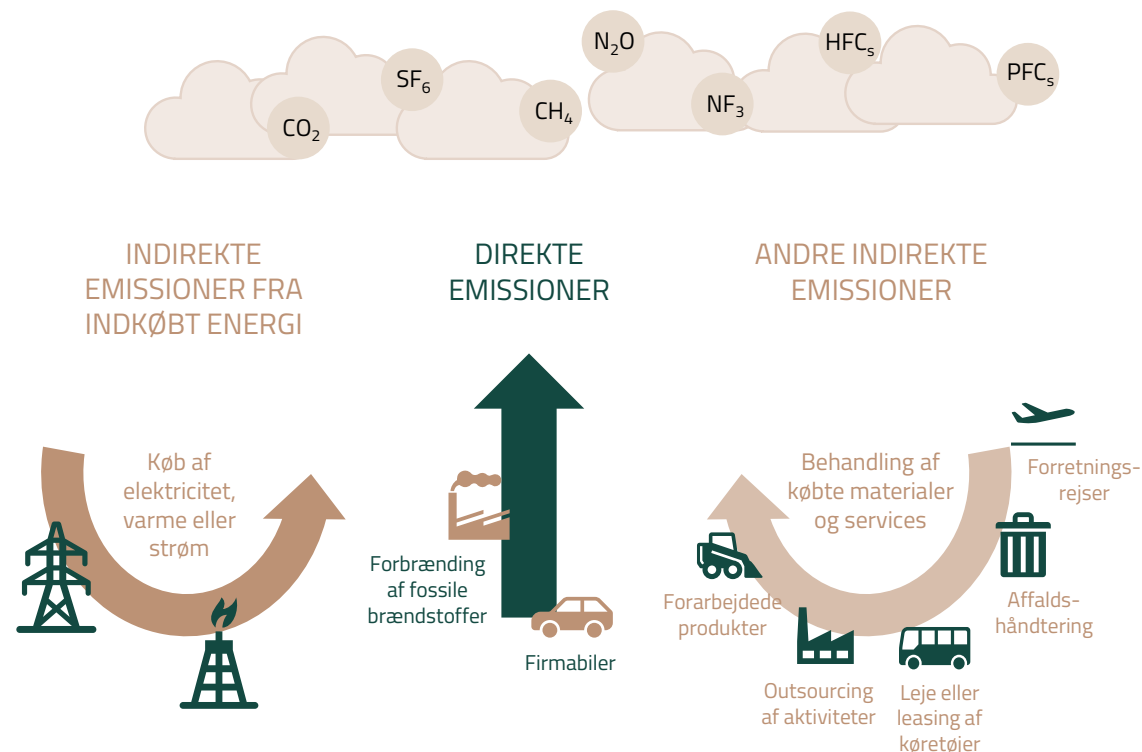 CO₂
SF₆
CH₄
N₂O
NF₃
HFCₛ
PFCₛ
INDIREKTE
EMISSIONER FRA
INDKØBT ENERGI
Køb af
elektricitet,
varme eller
strøm
DIREKTE
EMISSIONER
Forbrænding
af fossile
brændstoffer
Firmabiler
ANDRE INDIREKTE
EMISSIONER
Behandling af
købte materialer
og services
Forretnings-
rejser
Affalds-
håndtering
Leje eller
leasing af
køretøjer
Outsourcing
af aktiviteter
Forarbejdede
produkter